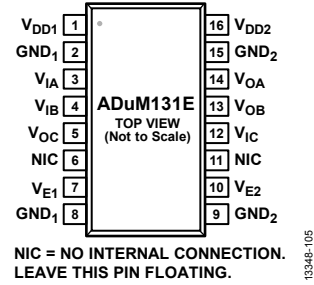 VDD1 1 16 VDD2
GND1 2 15 GND2
VIA 3 14 VOA
VIB 4 ADuM131E 13 VOB
TOP VIEW
VOC 5 (Not to Scale) 12 VIC
NIC 6 11 NIC
VE1 7 10 VE2
GND1 8 9 GND2
NIC = NO INTERNAL CONNECTION.
LEAVE THIS PIN FLOATING.
13348-105